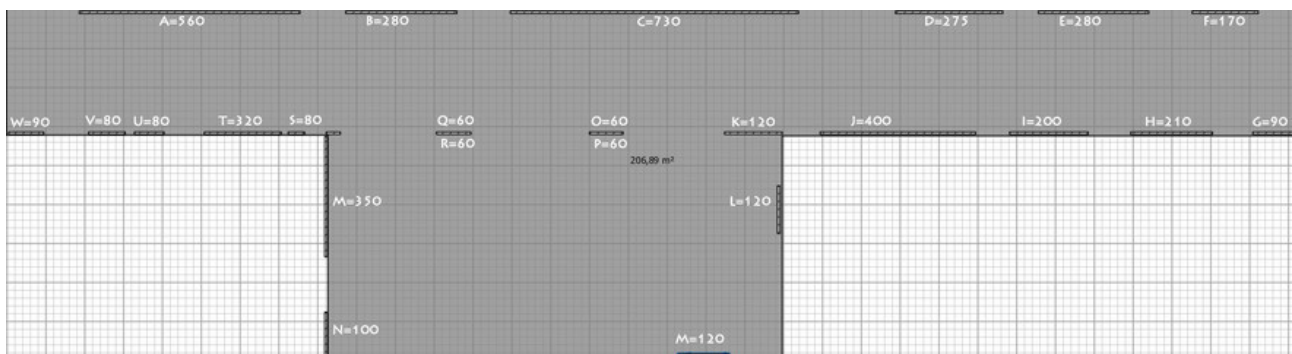 A=560 B=280 C=730 D=275 E=280 F=170
W=90 V=80 U=80 T=320 S=80 Q=60 O=60 K=120 J=400 I=200 H=210 G=90
R=60 P=60
206,89 m²
M=350 L=120
N=100
M=120